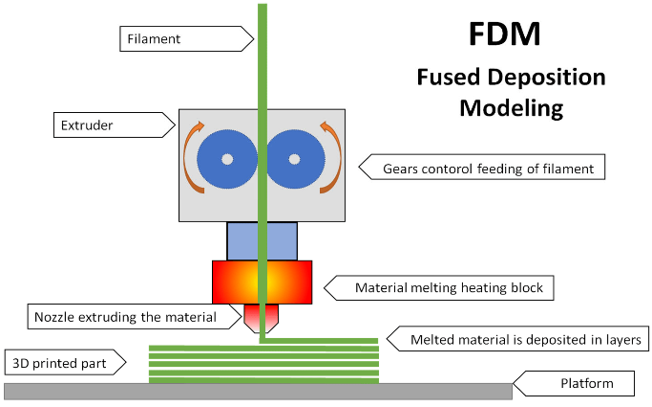 FDM
Fused Deposition
Modeling
Filament
Extruder
Gears contorol feeding of filament
Material melting heating block
Nozzle extruding the material
Melted material is deposited in layers
3D printed part
Platform